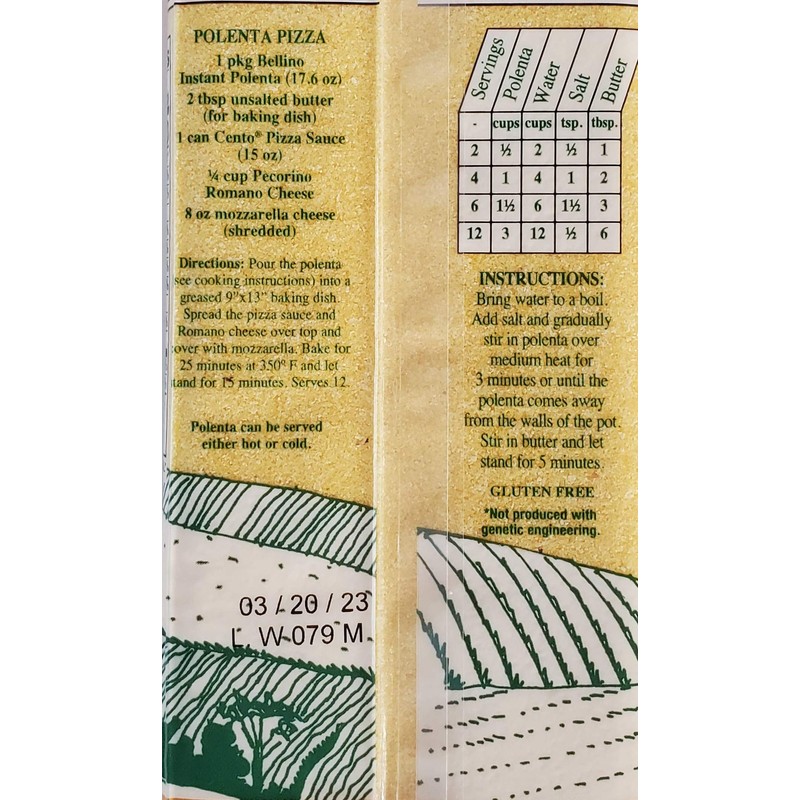 POLENTA PIZZA
1 pkg Bellino
Instant Polenta (17.6 oz)
2 tbsp unsalted butter
(for baking dish)
1 can Cento® Pizza Sauce
(15 oz)
¼ cup Pecorino
Romano Cheese
8 oz mozzarella cheese
(shredded)
Directions: Pour the polenta
see cooking instructions) into a
greased 9"x13" baking dish.
Spread the pizza sauce and
Romano cheese over top and
cover with mozzarella. Bake for
25 minutes at 350° F and let
stand for 15 minutes. Serves 12.
Polenta can be served
either hot or cold.
03 / 20 / 23
L W 079 M
Servings Polenta Water Salt Butter
- cups cups tsp. tbsp.
2 ½ 2 ½ 1
4 1 4 1 2
6 1½ 6 1½ 3
12 3 12 ½ 6
INSTRUCTIONS:
Bring water to a boil.
Add salt and gradually
stir in polenta over
medium heat for
3 minutes or until the
polenta comes away
from the walls of the pot.
Stir in butter and let
stand for 5 minutes.
GLUTEN FREE
*Not produced with
genetic engineering.